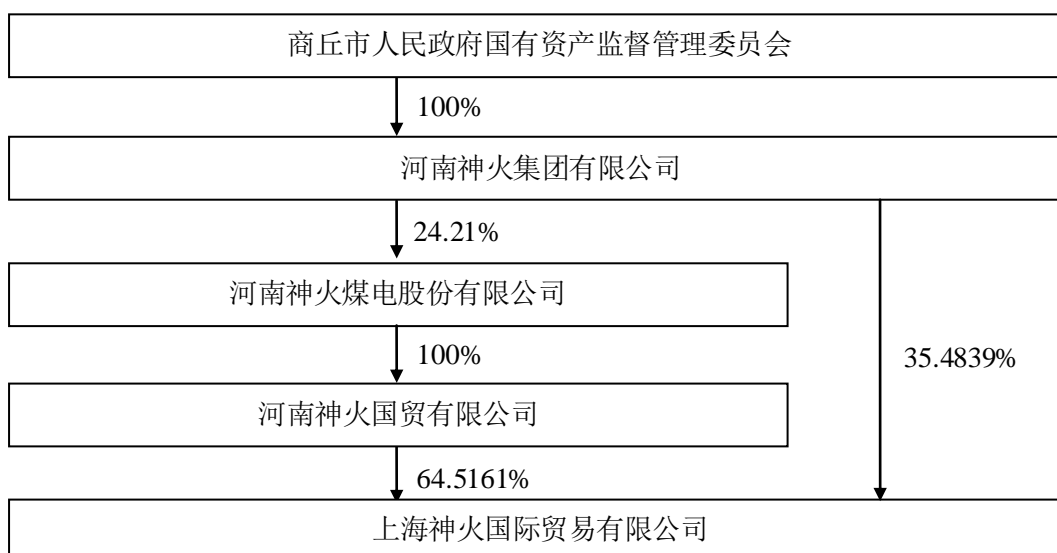 商丘市人民政府国有资产监督管理委员会
100%
河南神火集团有限公司
24.21%
河南神火煤电股份有限公司
100%
35.4839%
河南神火国贸有限公司
64.5161%
上海神火国际贸易有限公司